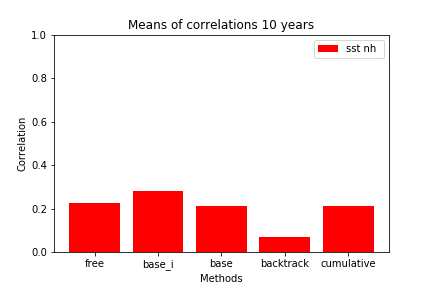 Means of correlations 10 years
sst nh
1.0
0.8
0.6
0.4
0.2
0.0
Correlation
free base_i base backtrack cumulative
Methods